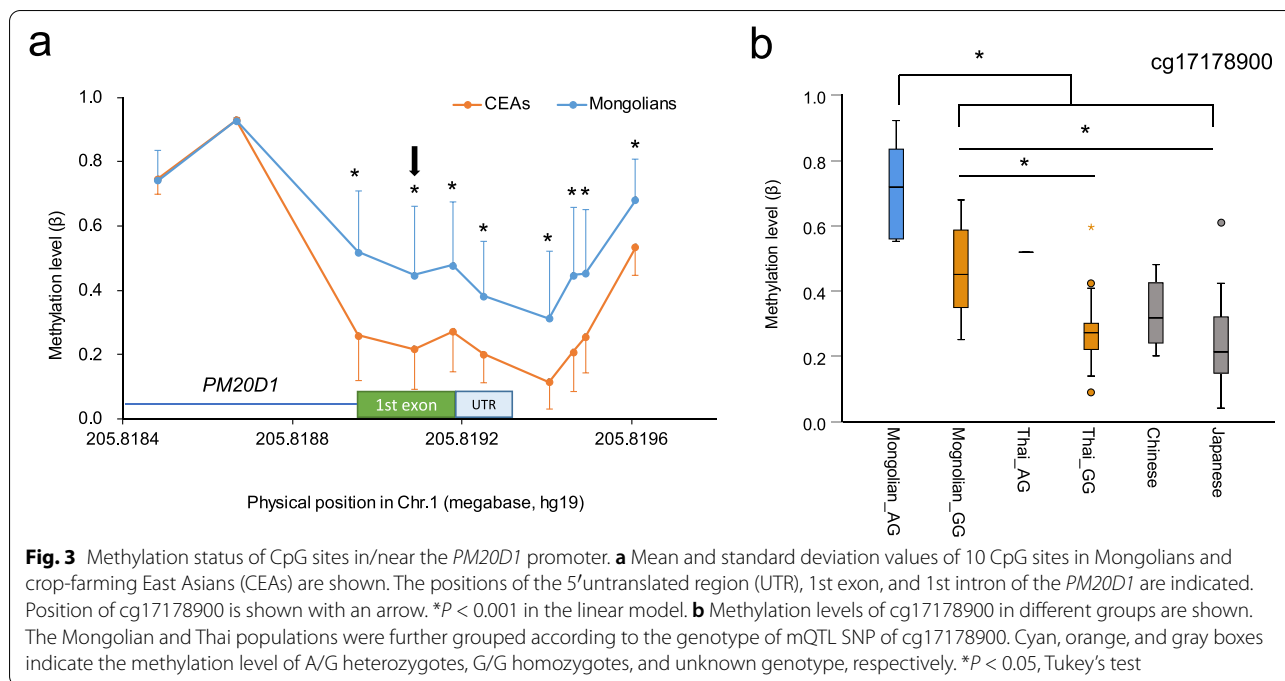 a
1.0
0.8
0.6
0.4
0.2
0.0
Methylation level (β)
CEAs Mongolians
* * * * * * * *
PM20D1
1st exon
UTR
205.8184 205.8188 205.8192 205.8196
Physical position in Chr.1 (megabase, hg19)
b
cg17178900
*
*
*
*
1.0
0.8
0.6
0.4
0.2
0.0
Methylation level (β)
Mongolian_AG
Mognolian_GG
Thai_AG
Thai_GG
Chinese
Japanese
Fig. 3 Methylation status of CpG sites in/near the PM20D1 promoter. a Mean and standard deviation values of 10 CpG sites in Mongolians and
crop-farming East Asians (CEAs) are shown. The positions of the 5′untranslated region (UTR), 1st exon, and 1st intron of the PM20D1 are indicated.
Position of cg17178900 is shown with an arrow. *P < 0.001 in the linear model. b Methylation levels of cg17178900 in different groups are shown.
The Mongolian and Thai populations were further grouped according to the genotype of mQTL SNP of cg17178900. Cyan, orange, and gray boxes
indicate the methylation level of A/G heterozygotes, G/G homozygotes, and unknown genotype, respectively. *P < 0.05, Tukey's test